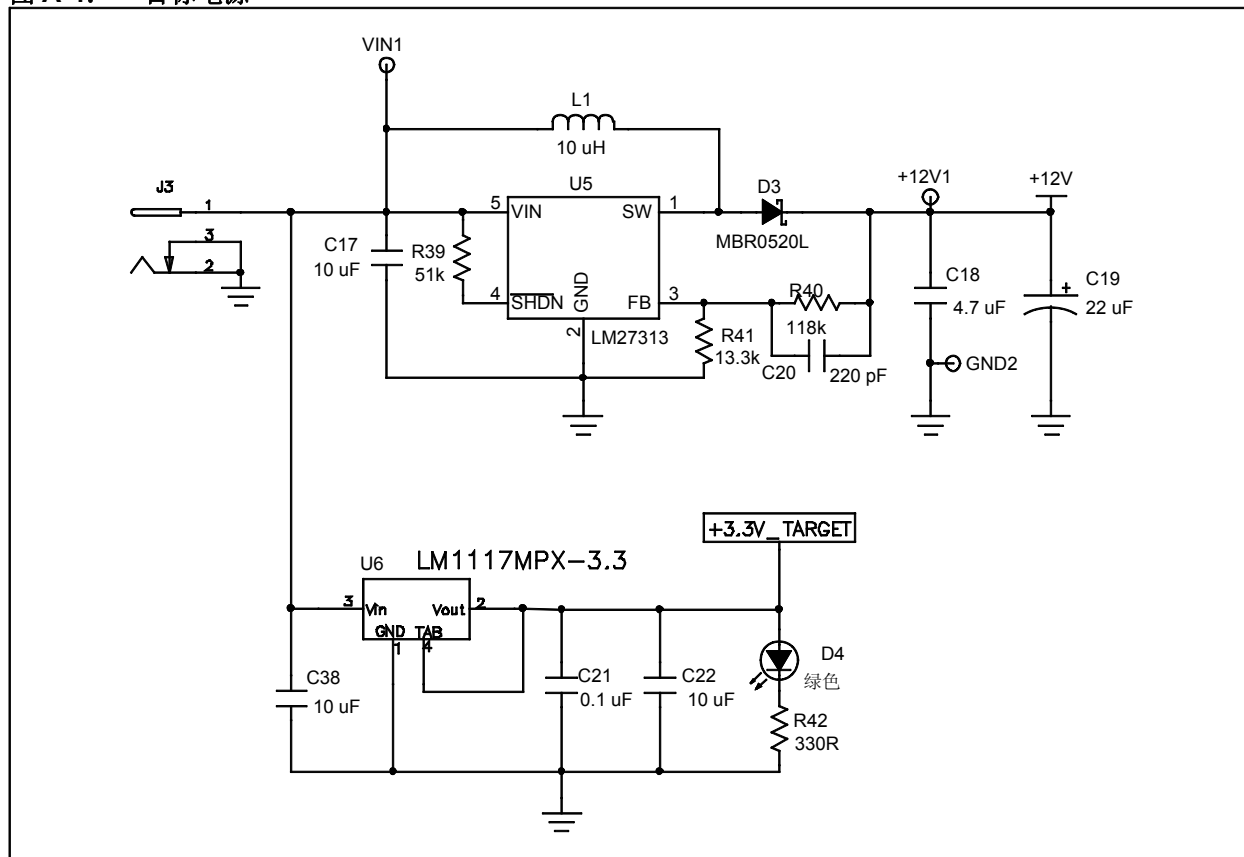 VIN1
L1
10 uH
U5
J3
1
3
2
C17
10 uF
R39
51k
5
VIN
SW
1
4
SHDN
GND
FB
3
2
LM27313
D3
MBR0520L
+12V1
+12V
R40
118k
R41
13.3k
C20
220 pF
C18
4.7 uF
C19
+
22 uF
GND2
+3.3V_TARGET
U6
LM1117MPX-3.3
3
Vin
Vout
2
GND
TAB
1
4
C38
10 uF
C21
0.1 uF
C22
10 uF
D4
绿色
R42
330R